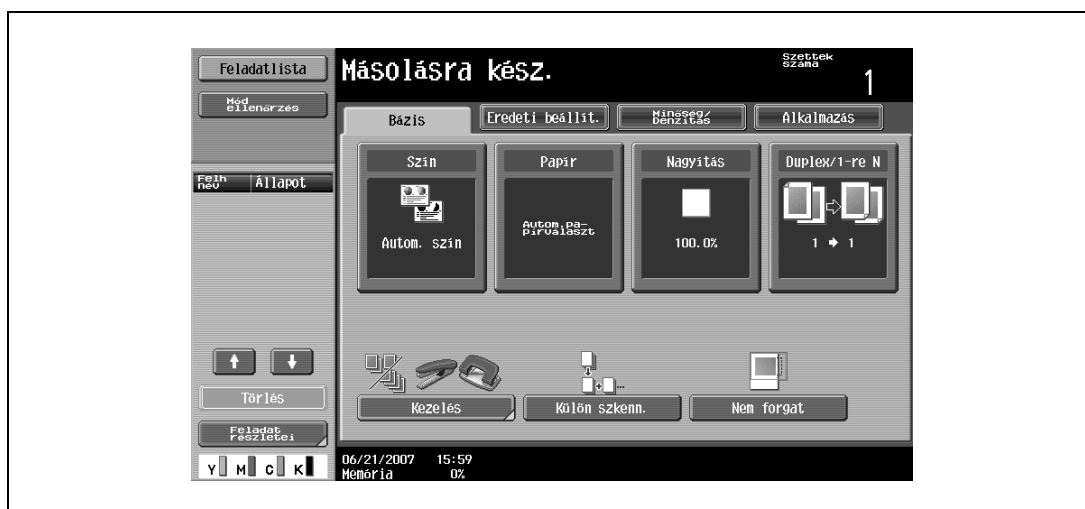 Feladatlista
Mód
ellenőrzés
Felh
név
Állapot
Törlés
Feladat
részletei
Y M C K
Másolásra kész.
Szettek
száma
1
Bázis
Eredeti beállít.
Minőség/
Denzitás
Alkalmazás
Szín
Autom. szín
Papír
Autom.pa-
pírválaszt
Nagyítás
100.0%
Duplex/1-re N
1 → 1
Kezelés
Külön szkenn.
Nem forgat
06/21/2007 15:59
Memória 0%